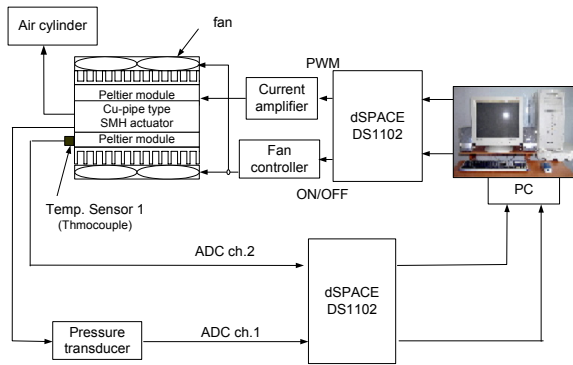 Air cylinder
fan
Peltier module
Cu-pipe type
SMH actuator
Peltier module
PWM
Current
amplifier
dSPACE
DS1102
Fan
controller
ON/OFF
PC
Temp. Sensor 1
(Thmocouple)
ADC ch.2
dSPACE
DS1102
Pressure
transducer
ADC ch.1